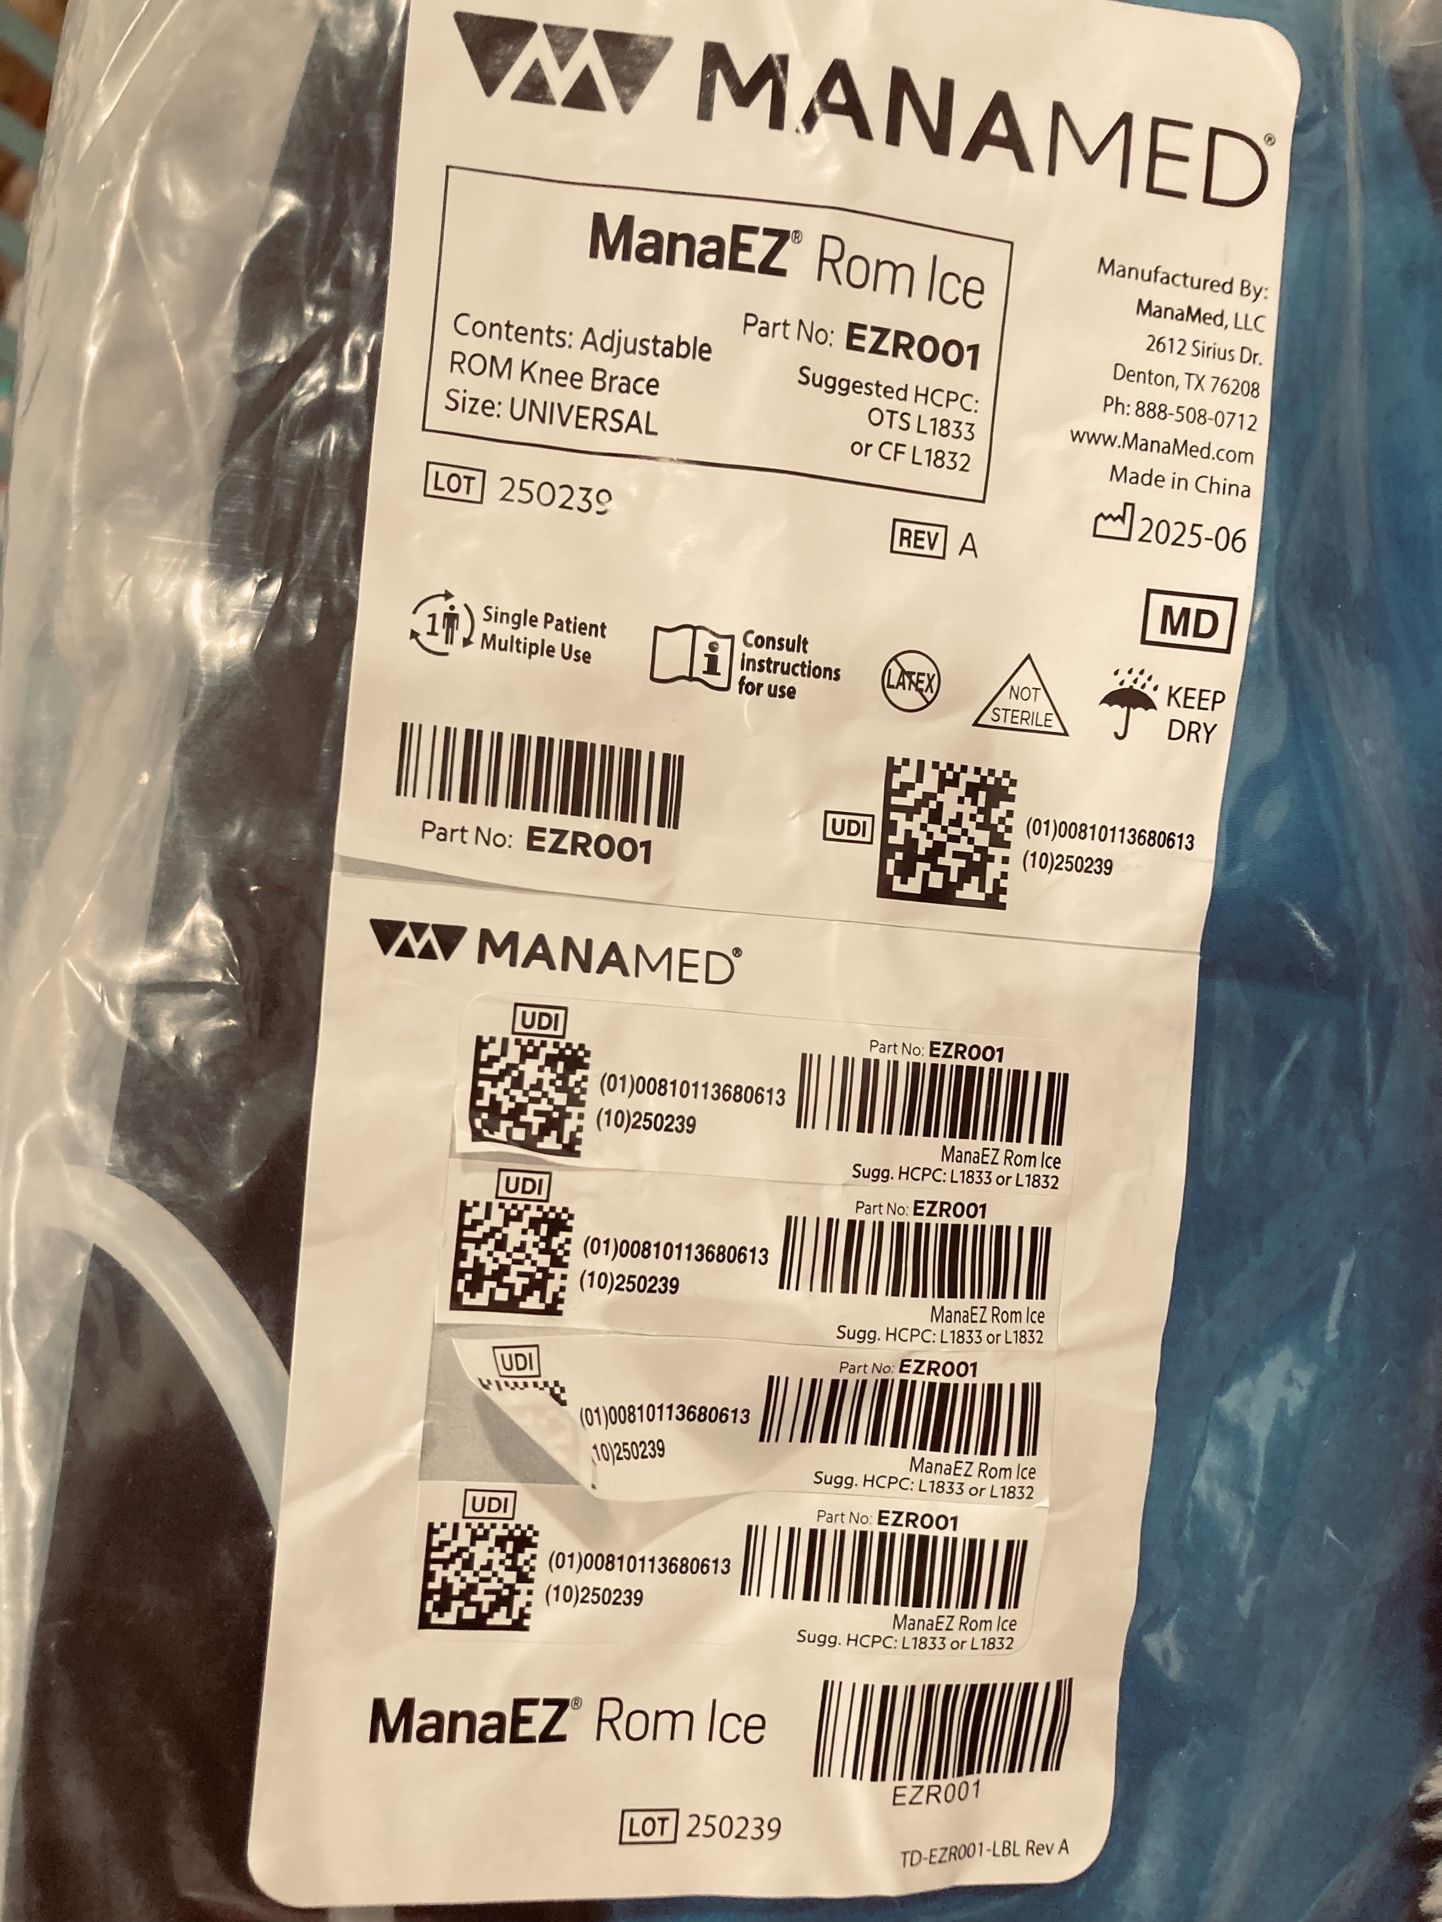 MANAMED®
ManaEZ® Rom Ice
Contents: Adjustable
ROM Knee Brace
Size: UNIVERSAL
Part No: EZR001
Suggested HCPC:
OTS L1833
or CF L1832
Manufactured By:
ManaMed, LLC
2612 Sirius Dr.
Denton, TX 76208
Ph: 888-508-0712
www.ManaMed.com
Made in China
2025-06
LOT 250239
REV A
MD
1
Single Patient
Multiple Use
i
Consult
instructions
for use
LATEX
NOT
STERILE
KEEP
DRY
Part No: EZR001
UDI
(01)00810113680613
(10)250239
MANAMED®
UDI
(01)00810113680613
(10)250239
Part No: EZR001
ManaEZ Rom Ice
Sugg. HCPC: L1833 or L1832
UDI
(01)00810113680613
(10)250239
Part No: EZR001
ManaEZ Rom Ice
Sugg. HCPC: L1833 or L1832
UDI
(01)00810113680613
10)250239
Part No: EZR001
ManaEZ Rom Ice
Sugg. HCPC: L1833 or L1832
UDI
(01)00810113680613
(10)250239
Part No: EZR001
ManaEZ Rom Ice
Sugg. HCPC: L1833 or L1832
ManaEZ® Rom Ice
EZR001
LOT 250239
TD-EZR001-LBL Rev A